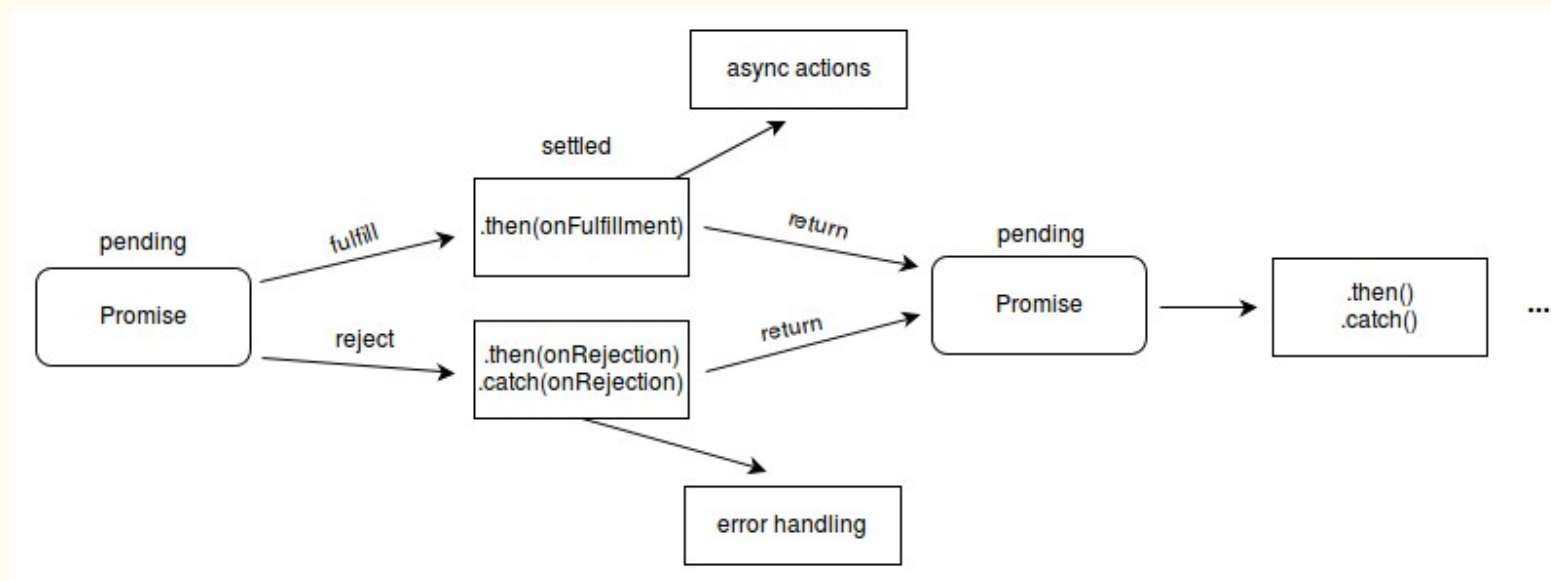 async actions
settled
.then(onFulfillment)
pending
fulfill
return
pending
Promise
Promise
.then()
.catch()
...
reject
.then(onRejection)
.catch(onRejection)
return
error handling